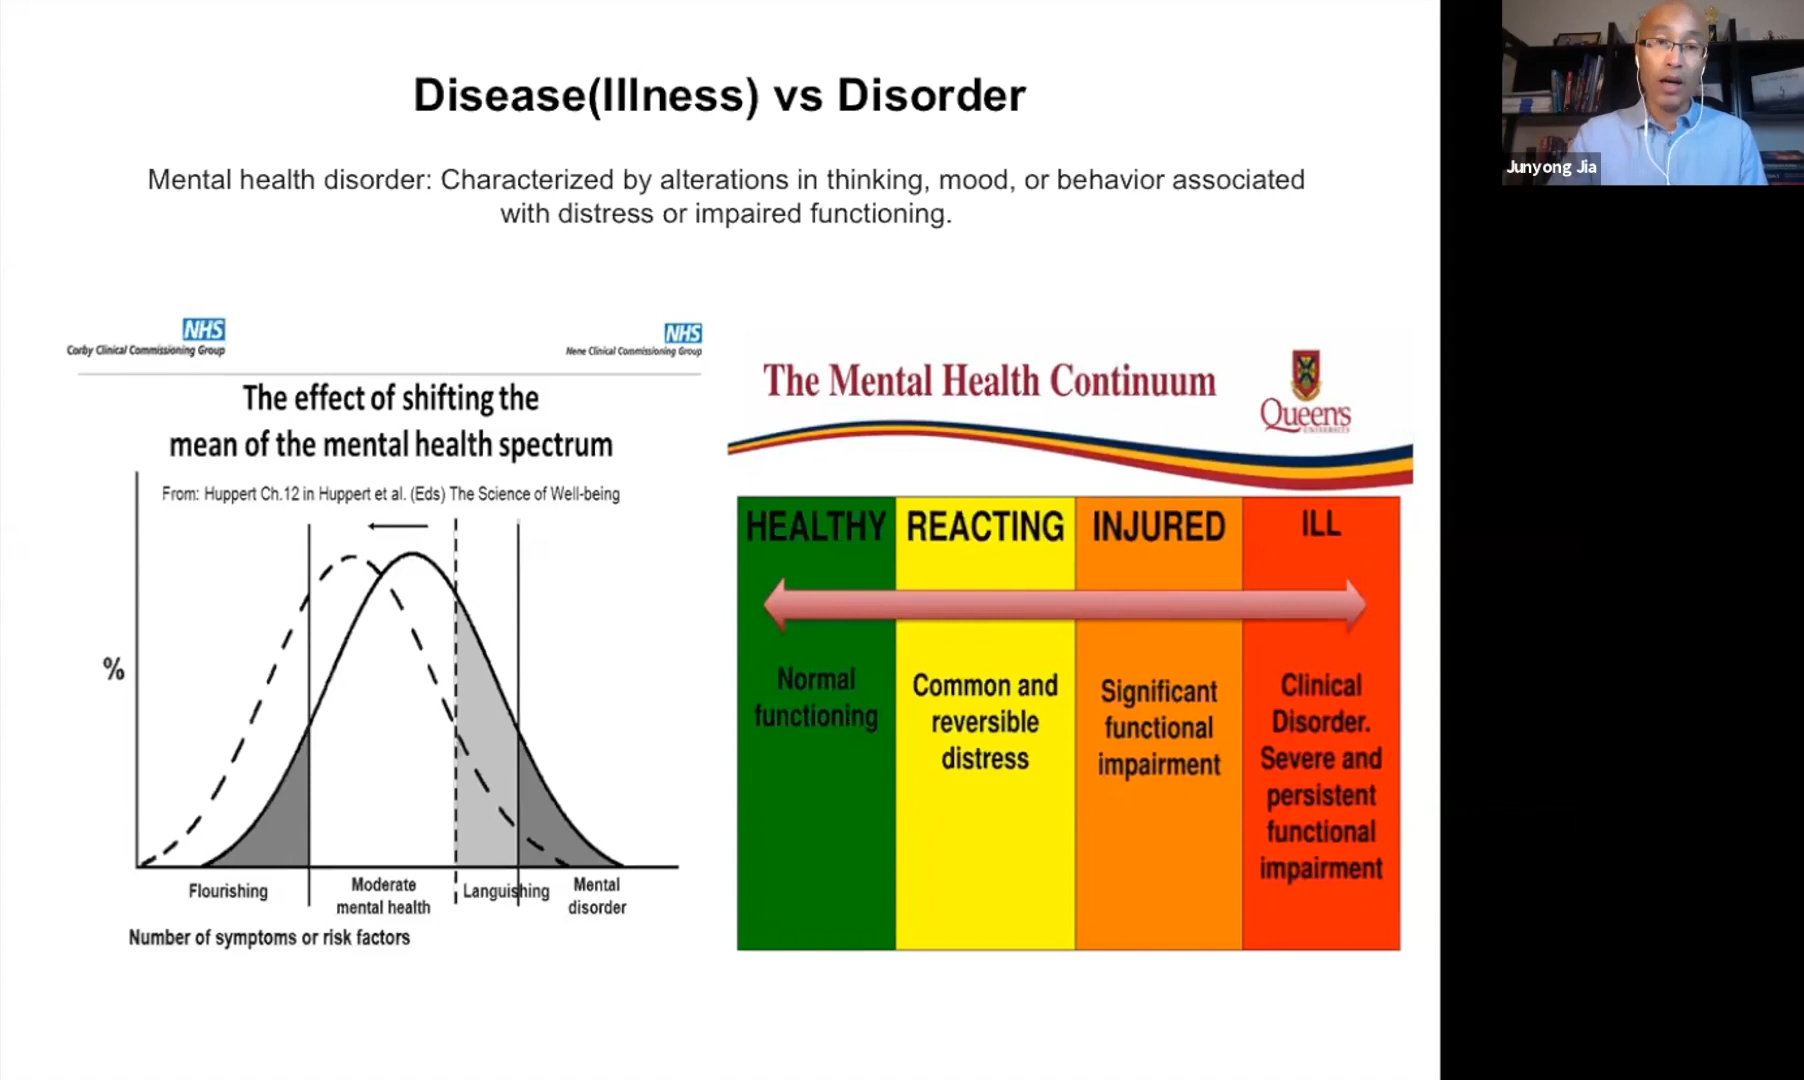 Disease(Illness) vs Disorder
Mental health disorder: Characterized by alterations in thinking, mood, or behavior associated
with distress or impaired functioning.
NHS
Corby Clinical Commissioning Group
NHS
Nene Clinical Commissioning Group
The effect of shifting the
mean of the mental health spectrum
From: Huppert Ch.12 in Huppert et al. (Eds) The Science of Well-being
%
Flourishing
Moderate
mental health
Languishing
Mental
disorder
Number of symptoms or risk factors
The Mental Health Continuum
Queen's
UNIVERSITY
HEALTHY
REACTING
INJURED
ILL
Normal
functioning
Common and
reversible
distress
Significant
functional
impairment
Clinical
Disorder.
Severe and
persistent
functional
impairment
Junyong Jia